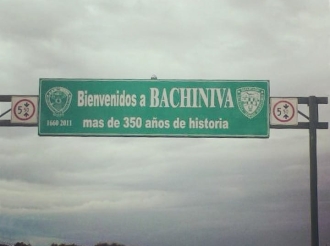 Bienvenidos a BACHINIVA
1660 2011
mas de 350 años de historia